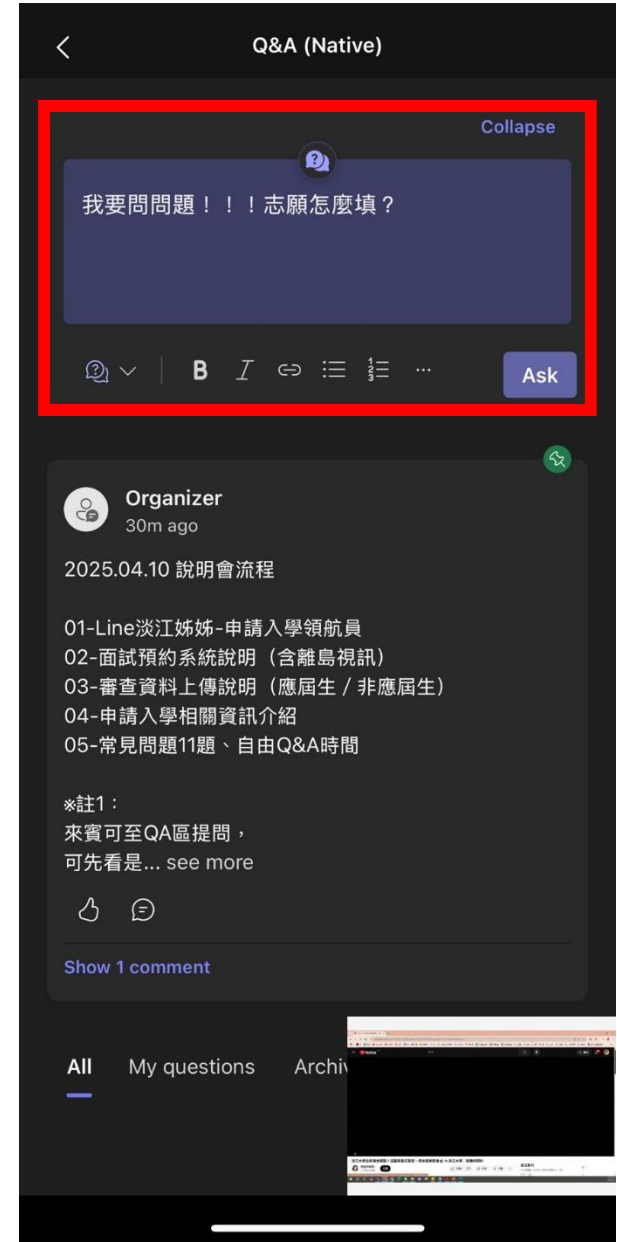 Q&A (Native)
Collapse
我要問問題！！！志願怎麼填？
B I
Ask
Organizer
30m ago
2025.04.10 說明會流程
01-Line淡江姊姊-申請入學領航員
02-面試預約系統說明（含離島視訊）
03-審查資料上傳說明（應屆生 / 非應屆生）
04-申請入學相關資訊介紹
05-常見問題11題、自由Q&A時間
※註1：
來賓可至QA區提問，
可先看是... see more
Show 1 comment
All My questions Archiv
YouTube